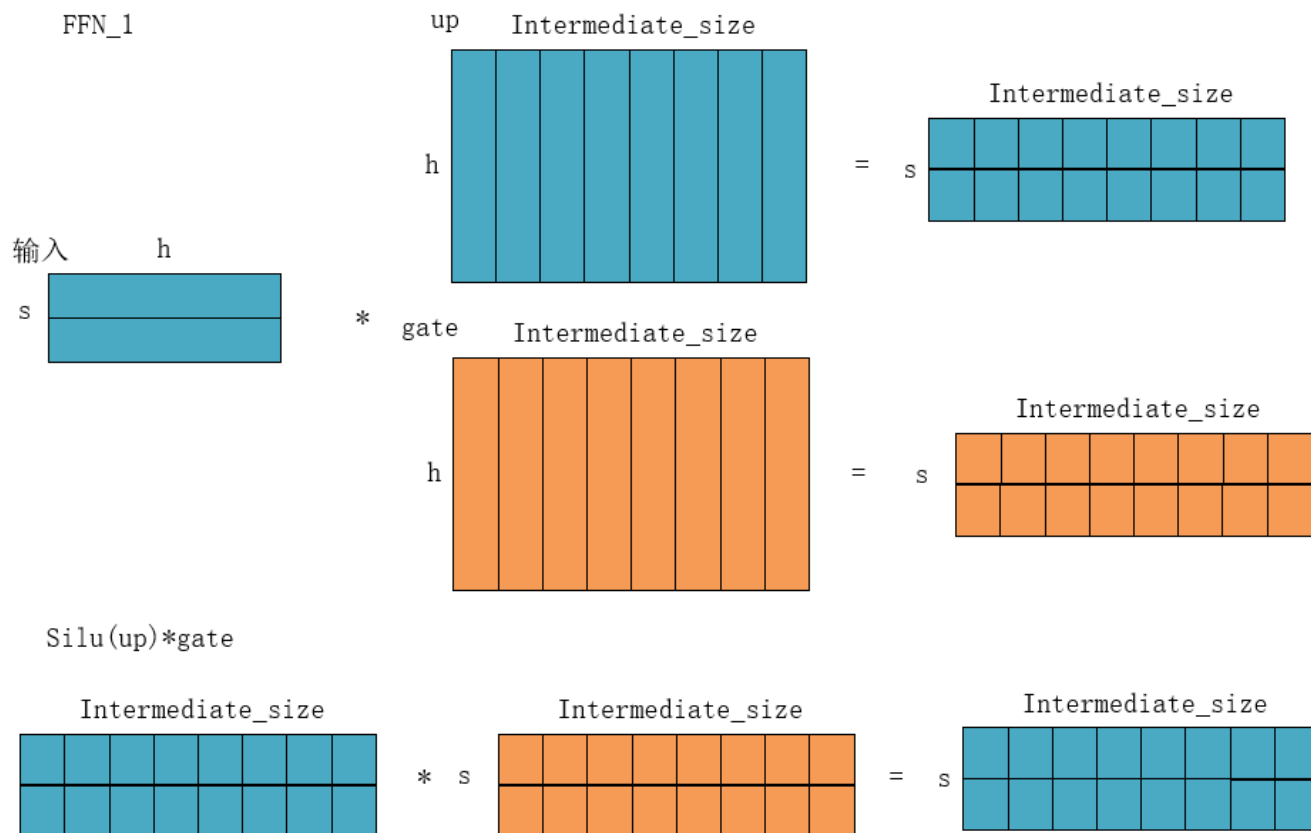 FFN_1
up
Intermediate_size
h
=
Intermediate_size
s
输入
h
s
*
gate
Intermediate_size
h
=
Intermediate_size
s
Silu(up)*gate
Intermediate_size
*
s
Intermediate_size
=
s
Intermediate_size